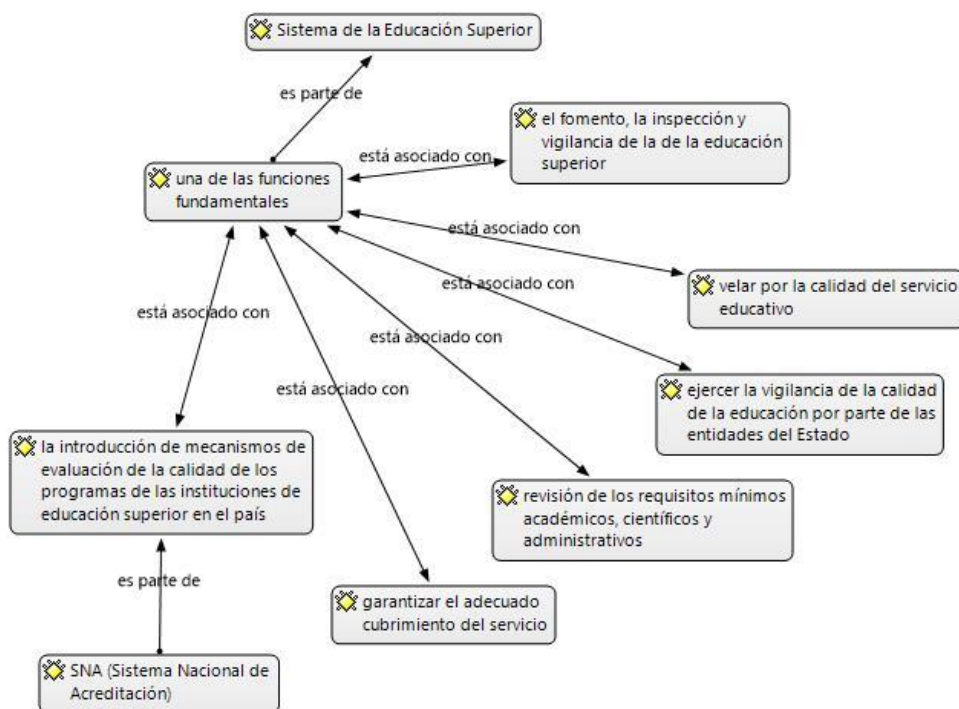 Sistema de la Educación Superior
es parte de
el fomento, la inspección y
vigilancia de la de la educación
superior
está asociado con
una de las funciones
fundamentales
está asociado con
velar por la calidad del servicio
educativo
está asociado con
está asociado con
está asociado con
está asociado con
ejercer la vigilancia de la calidad
de la educación por parte de las
entidades del Estado
la introducción de mecanismos de
evaluación de la calidad de los
programas de las instituciones de
educación superior en el país
revisión de los requisitos mínimos
académicos, científicos y
administrativos
es parte de
garantizar el adecuado
cubrimiento del servicio
SNA (Sistema Nacional de
Acreditación)